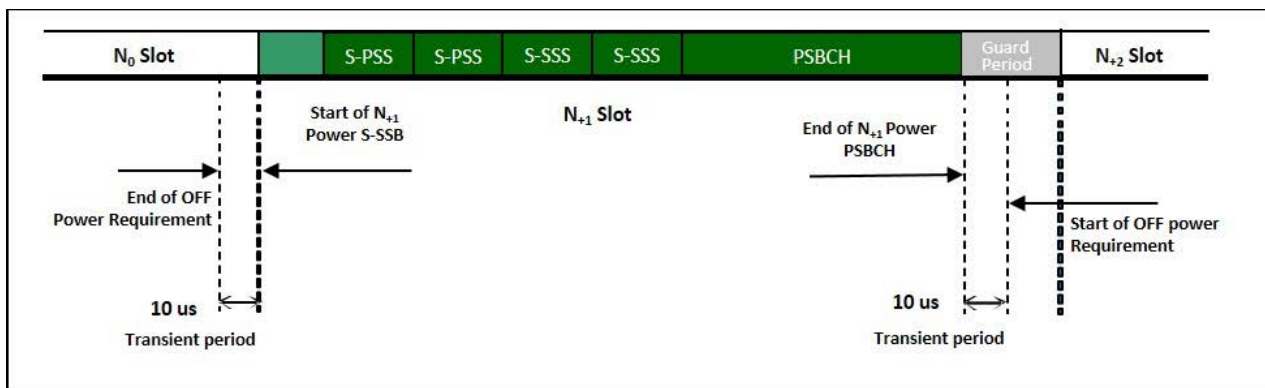 N0 Slot
S-PSS
S-PSS
S-SSS
S-SSS
PSBCH
Guard
Period
N+2 Slot
Start of N+1
Power S-SSB
N+1 Slot
End of N+1 Power
PSBCH
End of OFF
Power Requirement
Start of OFF power
Requirement
10 us
Transient period
10 us
Transient period